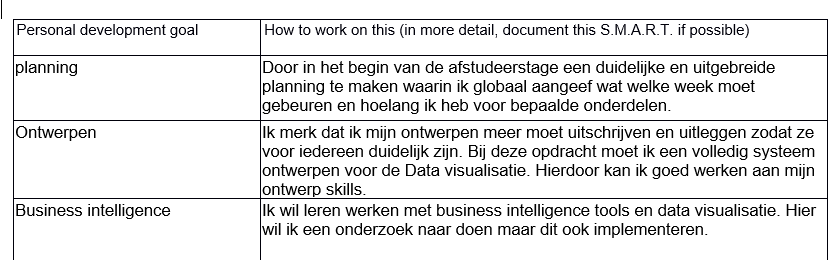 Personal development goal
How to work on this (in more detail, document this S.M.A.R.T. if possible)
planning
Door in het begin van de afstudeerstage een duidelijke en uitgebreide
planning te maken waarin ik globaal aangeef wat welke week moet
gebeuren en hoelang ik heb voor bepaalde onderdelen.
Ontwerpen
Ik merk dat ik mijn ontwerpen meer moet uitschrijven en uitleggen zodat ze
voor iedereen duidelijk zijn. Bij deze opdracht moet ik een volledig systeem
ontwerpen voor de Data visualisatie. Hierdoor kan ik goed werken aan mijn
ontwerp skills.
Business intelligence
Ik wil leren werken met business intelligence tools en data visualisatie. Hier
wil ik een onderzoek naar doen maar dit ook implementeren.